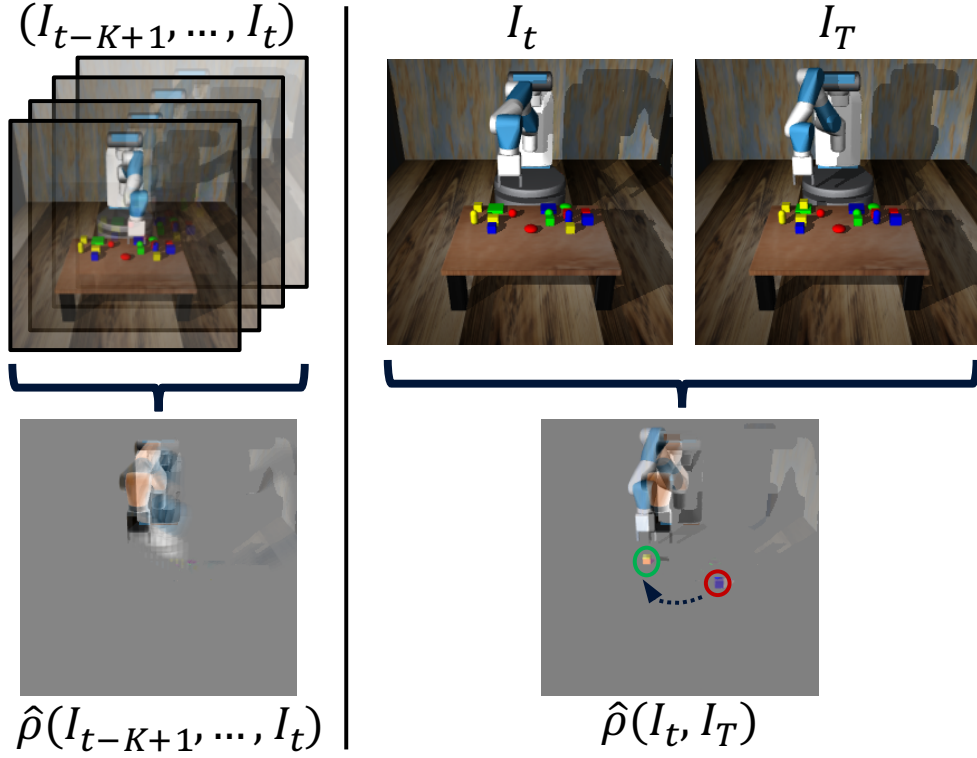 (I_{t−K+1}, … , I_t)
I_t
I_T
ρ̂(I_{t−K+1}, … , I_t)
ρ̂(I_t, I_T)